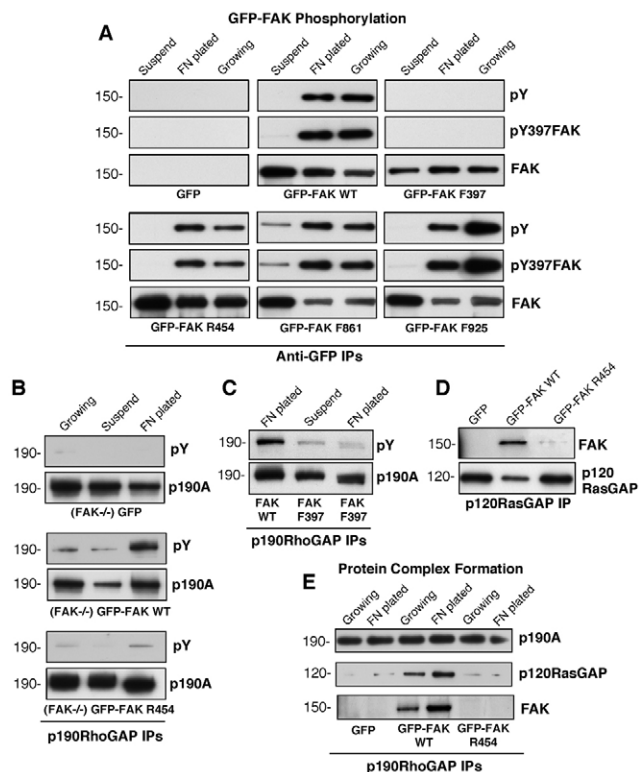 GFP-FAK Phosphorylation
A
Suspend FN plated Growing Suspend FN plated Growing Suspend FN plated Growing
150- 150- pY
150- 150- pY397FAK
150- 150- FAK
GFP GFP-FAK WT GFP-FAK F397
150- pY
150- pY397FAK
150- FAK
GFP-FAK R454 GFP-FAK F861 GFP-FAK F925
Anti-GFP IPs
B
Growing Suspend FN plated
190- pY
190- p190A
(FAK-/-) GFP
190- pY
190- p190A
(FAK-/-) GFP-FAK WT
190- pY
190- p190A
(FAK-/-) GFP-FAK R454
p190RhoGAP IPs
C
FN plated Suspend FN plated
190- pY
190- p190A
FAK FAK FAK
WT F397 F397
p190RhoGAP IPs
D
GFP GFP-FAK WT GFP-FAK R454
150- FAK
120- p120
RasGAP
p120RasGAP IP
E
Protein Complex Formation
Growing FN plated Growing FN plated Growing FN plated
190- p190A
120- p120RasGAP
150- FAK
GFP GFP-FAK GFP-FAK
WT R454
p190RhoGAP IPs